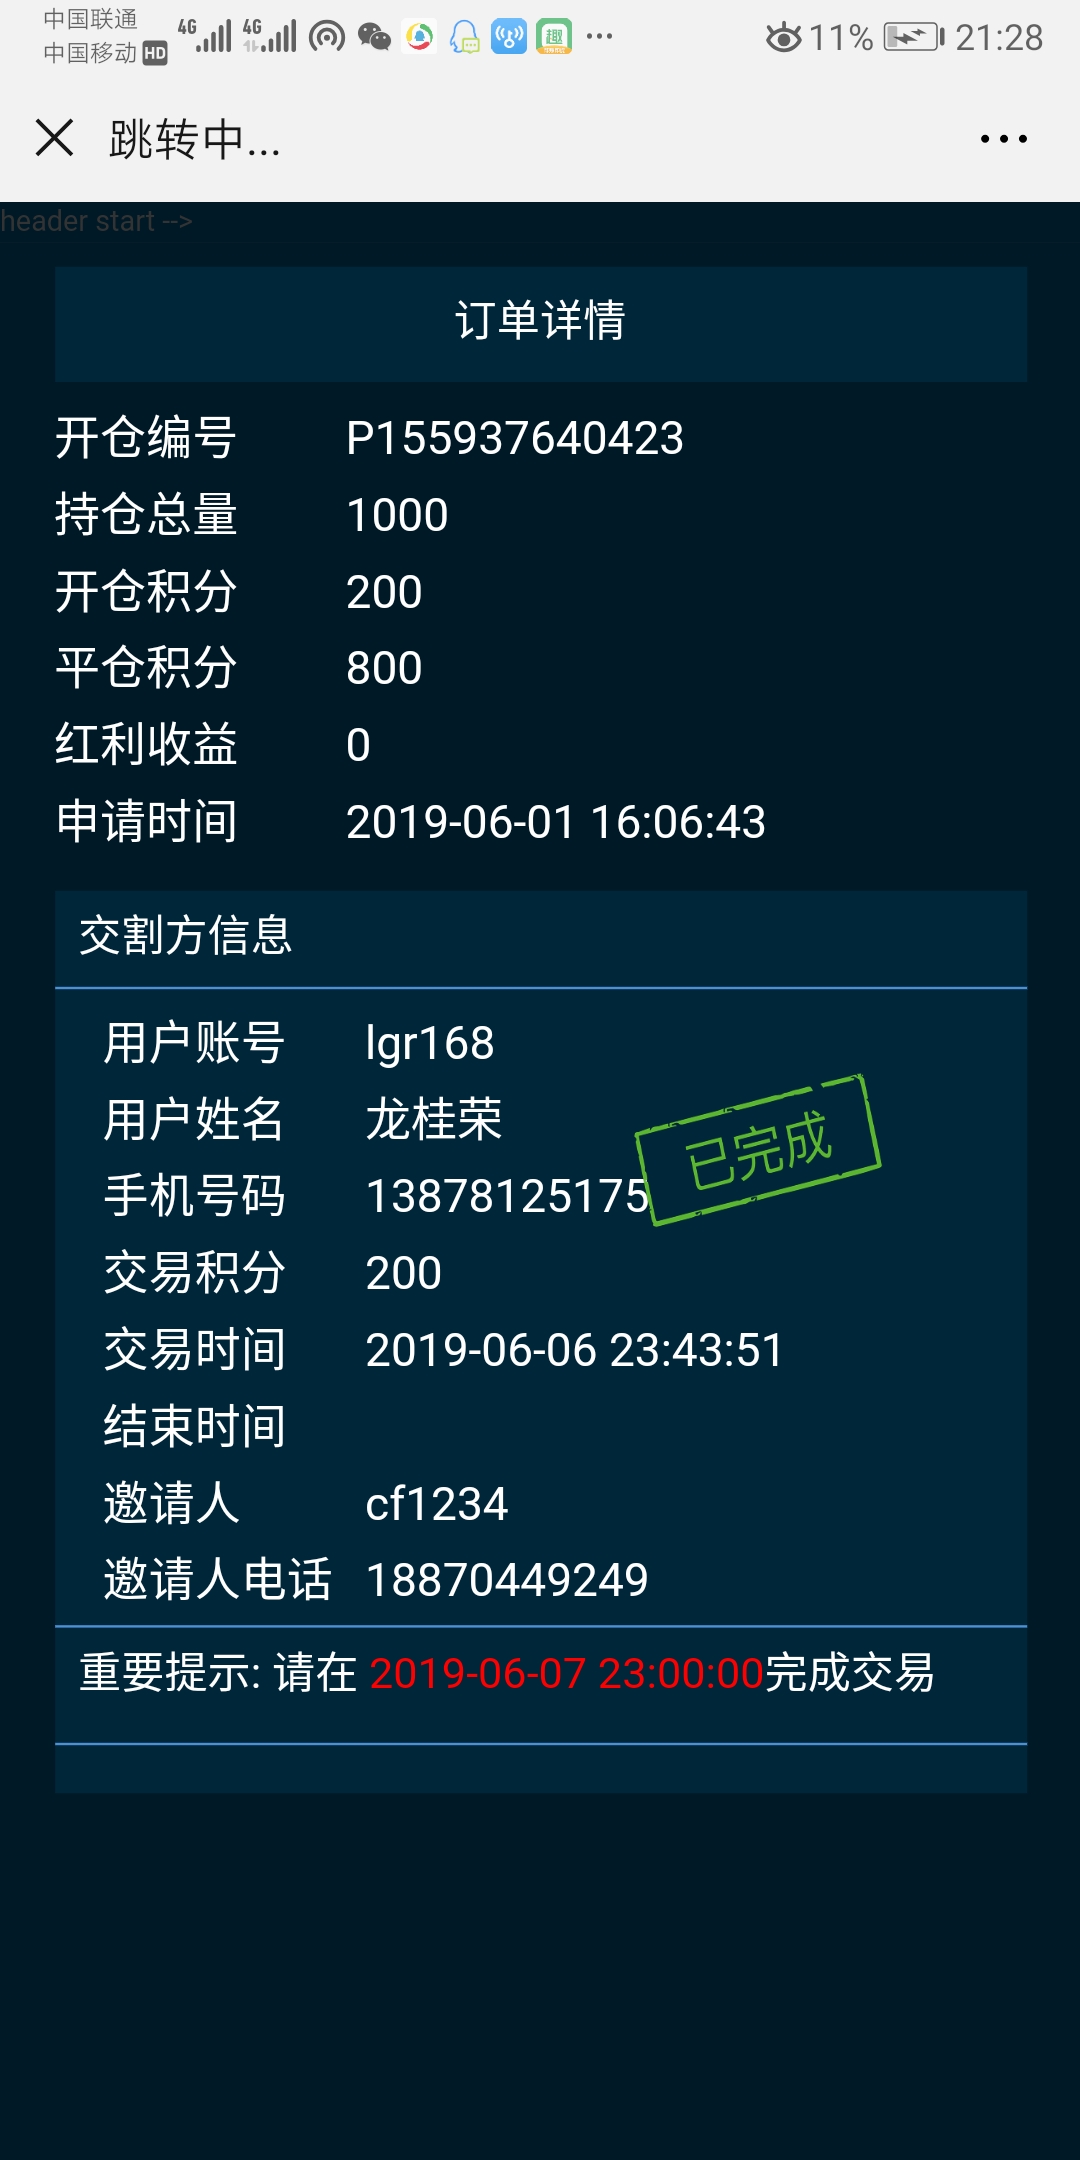 中国联通
中国移动 HD
4G 4G
11% 21:28
跳转中...
header start -->
订单详情
开仓编号 P155937640423
持仓总量 1000
开仓积分 200
平仓积分 800
红利收益 0
申请时间 2019-06-01 16:06:43
交割方信息
用户账号 lgr168
用户姓名 龙桂荣
已完成
手机号码 13878125175
交易积分 200
交易时间 2019-06-06 23:43:51
结束时间
邀请人 cf1234
邀请人电话 18870449249
重要提示: 请在 2019-06-07 23:00:00完成交易